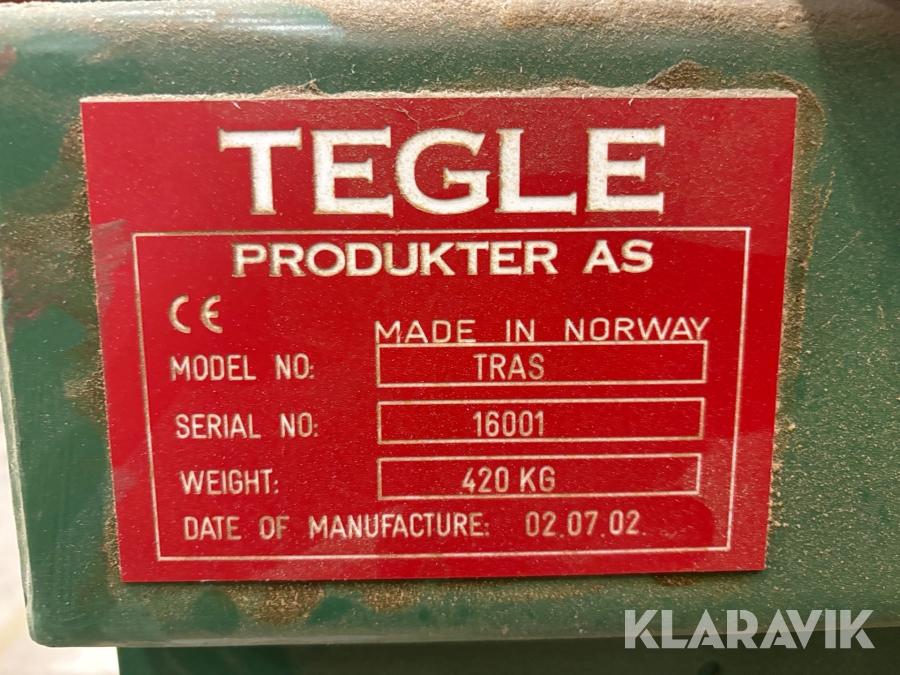 TEGLE
PRODUKTER AS
CE
MADE IN NORWAY
MODEL NO: TRAS
SERIAL NO: 16001
WEIGHT: 420 KG
DATE OF MANUFACTURE: 02.07.02.
KLARAVIK